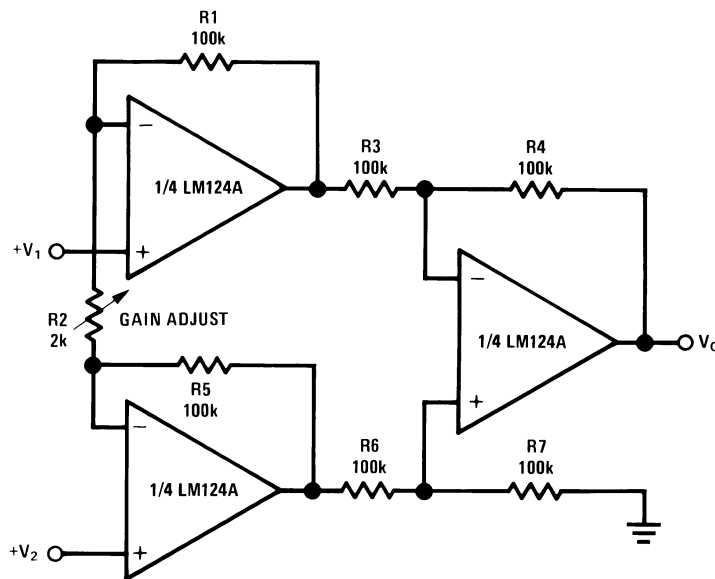 R1
100k
−
1/4 LM124A
+V1
+
R3
100k
R4
100k
R2
2k
GAIN ADJUST
−
1/4 LM124A
+
R5
100k
−
1/4 LM124A
+V2
+
R6
100k
R7
100k